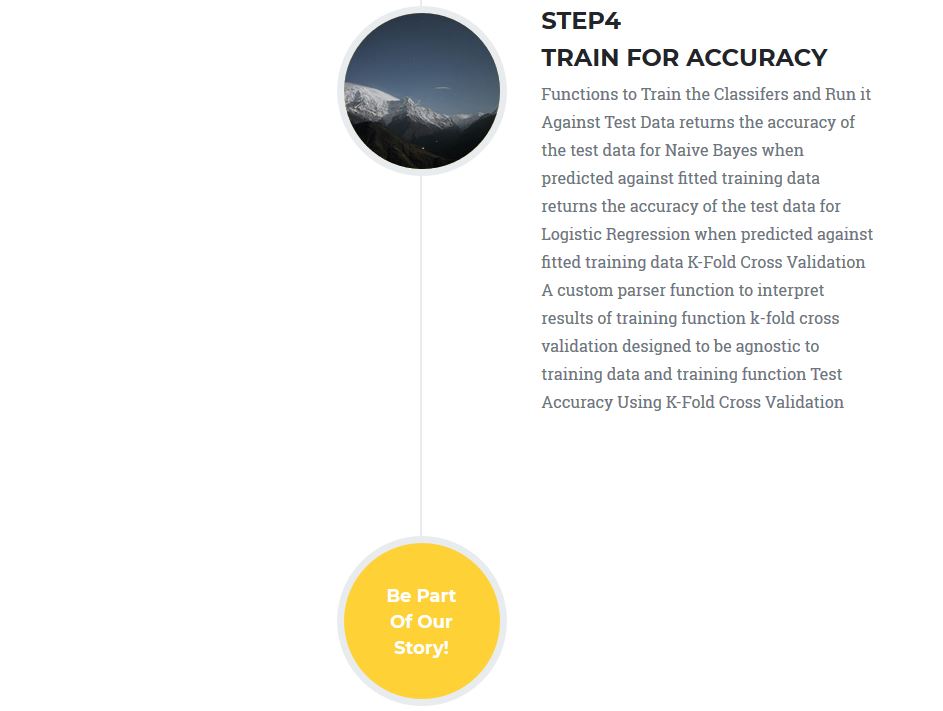 STEP4
TRAIN FOR ACCURACY
Functions to Train the Classifers and Run it
Against Test Data returns the accuracy of
the test data for Naive Bayes when
predicted against fitted training data
returns the accuracy of the test data for
Logistic Regression when predicted against
fitted training data K-Fold Cross Validation
A custom parser function to interpret
results of training function k-fold cross
validation designed to be agnostic to
training data and training function Test
Accuracy Using K-Fold Cross Validation
Be Part
Of Our
Story!